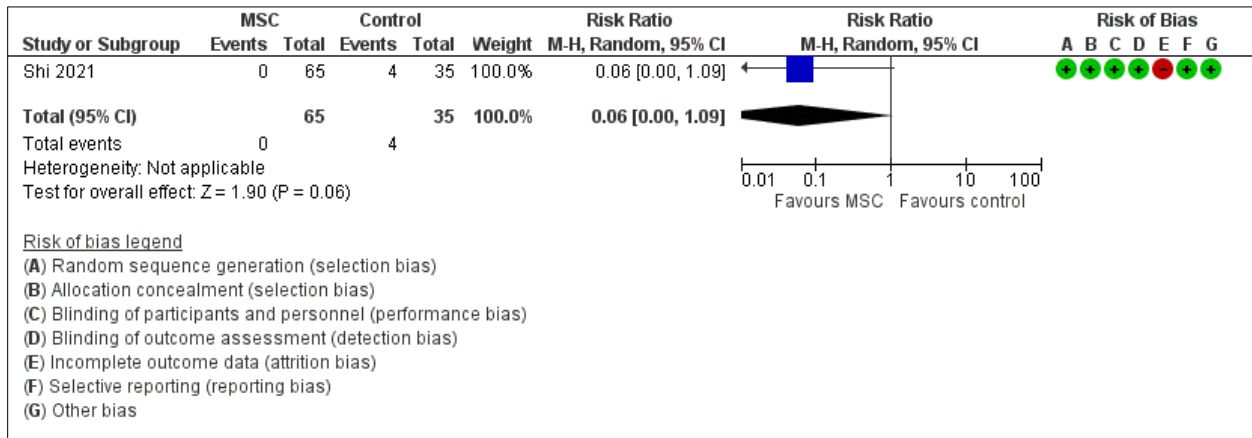 MSC Control Risk Ratio Risk Ratio Risk of Bias
Study or Subgroup Events Total Events Total Weight M-H, Random, 95% CI M-H, Random, 95% CI A B C D E F G
Shi 2021 0 65 4 35 100.0% 0.06 [0.00, 1.09] + + + + - + +
Total (95% CI) 65 35 100.0% 0.06 [0.00, 1.09]
Total events 0 4
Heterogeneity: Not applicable
Test for overall effect: Z = 1.90 (P = 0.06)
0.01 0.1 1 10 100
Favours MSC Favours control
Risk of bias legend
(A) Random sequence generation (selection bias)
(B) Allocation concealment (selection bias)
(C) Blinding of participants and personnel (performance bias)
(D) Blinding of outcome assessment (detection bias)
(E) Incomplete outcome data (attrition bias)
(F) Selective reporting (reporting bias)
(G) Other bias